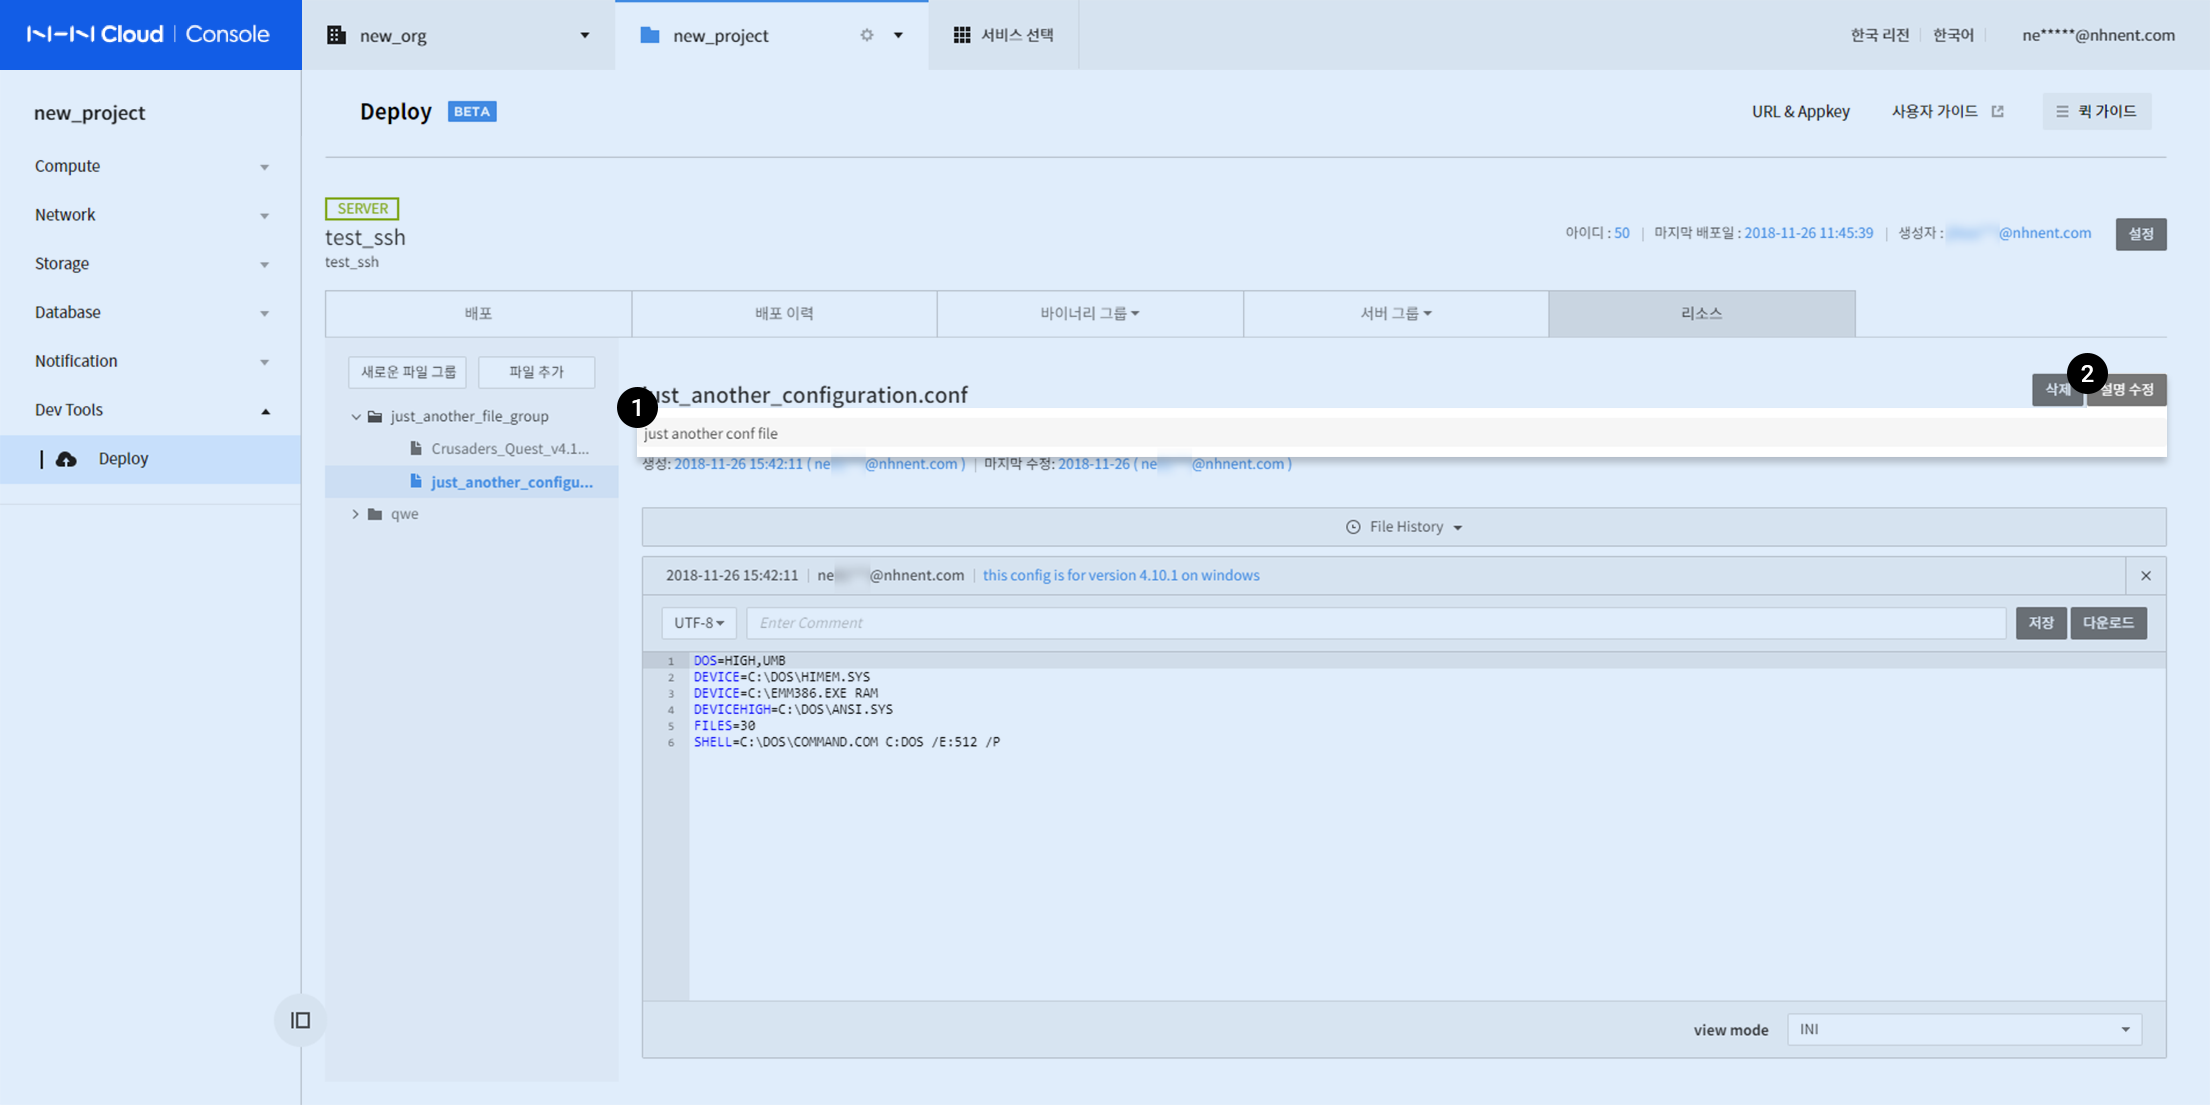 NHN Cloud | Console
new_org
new_project
서비스 선택
한국 리전
한국어
ne*****@nhnent.com
new_project
Compute
Network
Storage
Database
Notification
Dev Tools
Deploy
Deploy BETA
URL & Appkey
사용자 가이드
퀵 가이드
SERVER
test_ssh
test_ssh
아이디 : 50 | 마지막 배포일 : 2018-11-26 11:45:39 | 생성자 : @nhnent.com
설정
배포
배포 이력
바이너리 그룹
서버 그룹
리소스
새로운 파일 그룹
파일 추가
just_another_file_group
Crusaders_Quest_v4.1...
just_another_configu...
qwe
1
just_another_configuration.conf
삭제
2
설명 수정
just another conf file
생성: 2018-11-26 15:42:11 ( ne @nhnent.com ) | 마지막 수정: 2018-11-26 ( ne @nhnent.com )
File History
2018-11-26 15:42:11 | ne @nhnent.com | this config is for version 4.10.1 on windows
UTF-8
Enter Comment
저장
다운로드
1 DOS=HIGH,UMB
2 DEVICE=C:\DOS\HIMEM.SYS
3 DEVICE=C:\EMM386.EXE RAM
4 DEVICEHIGH=C:\DOS\ANSI.SYS
5 FILES=30
6 SHELL=C:\DOS\COMMAND.COM C:DOS /E:512 /P
view mode
INI